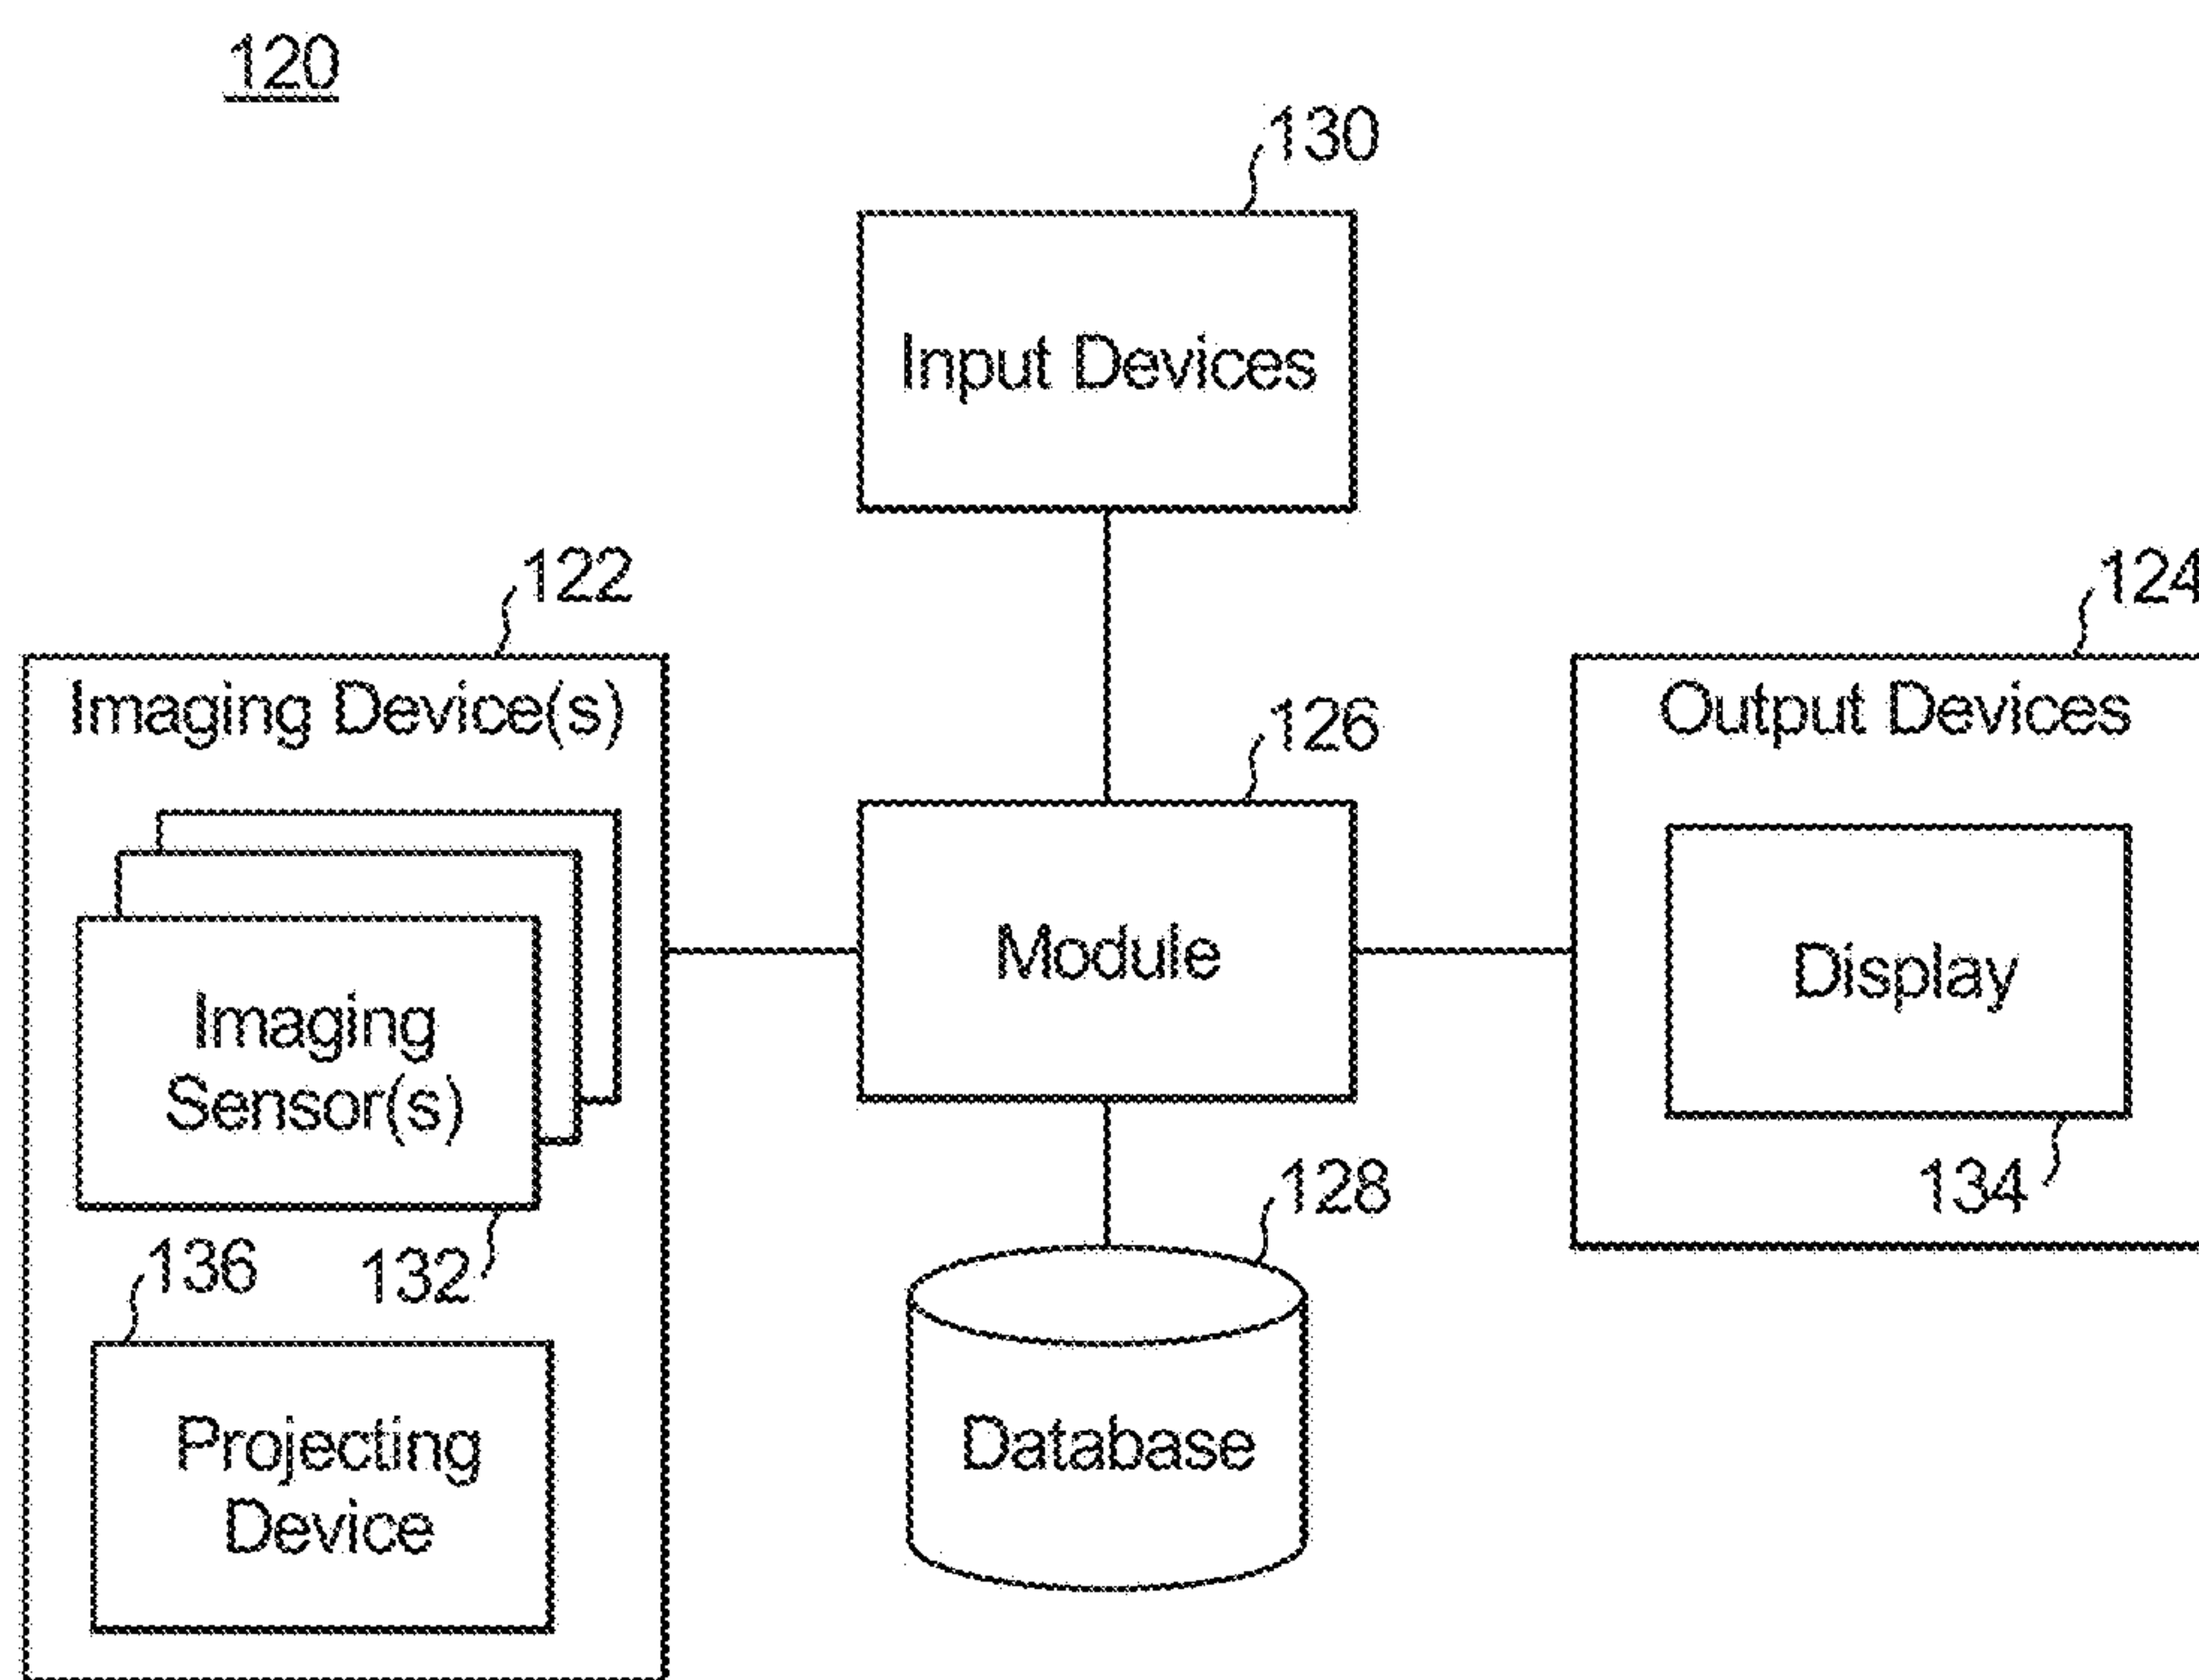 120
130
Input Devices
122
124
Imaging Device(s)
126
Output Devices
Module
Display
Imaging
Sensor(s)
134
128
136
132
Projecting
Device
Database